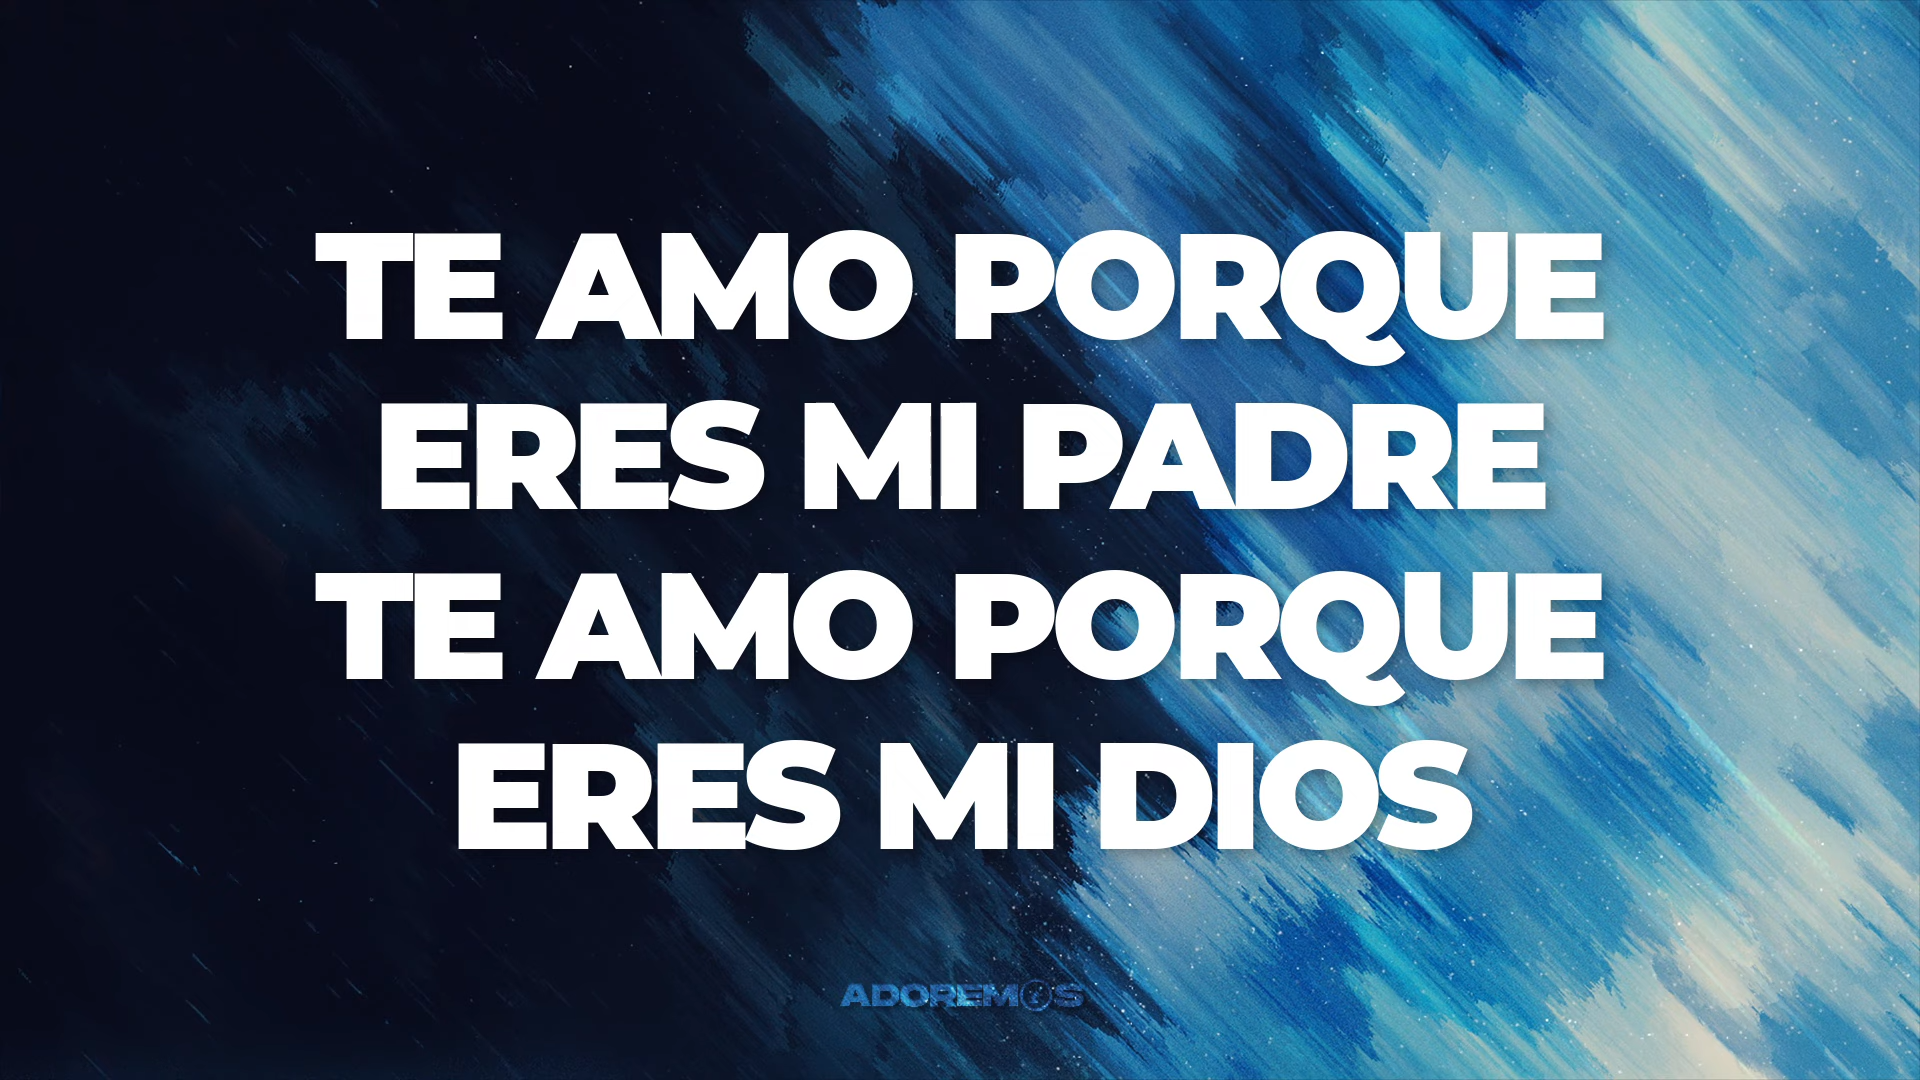 TE AMO PORQUE
ERES MI PADRE
TE AMO PORQUE
ERES MI DIOS
ADOREMOS